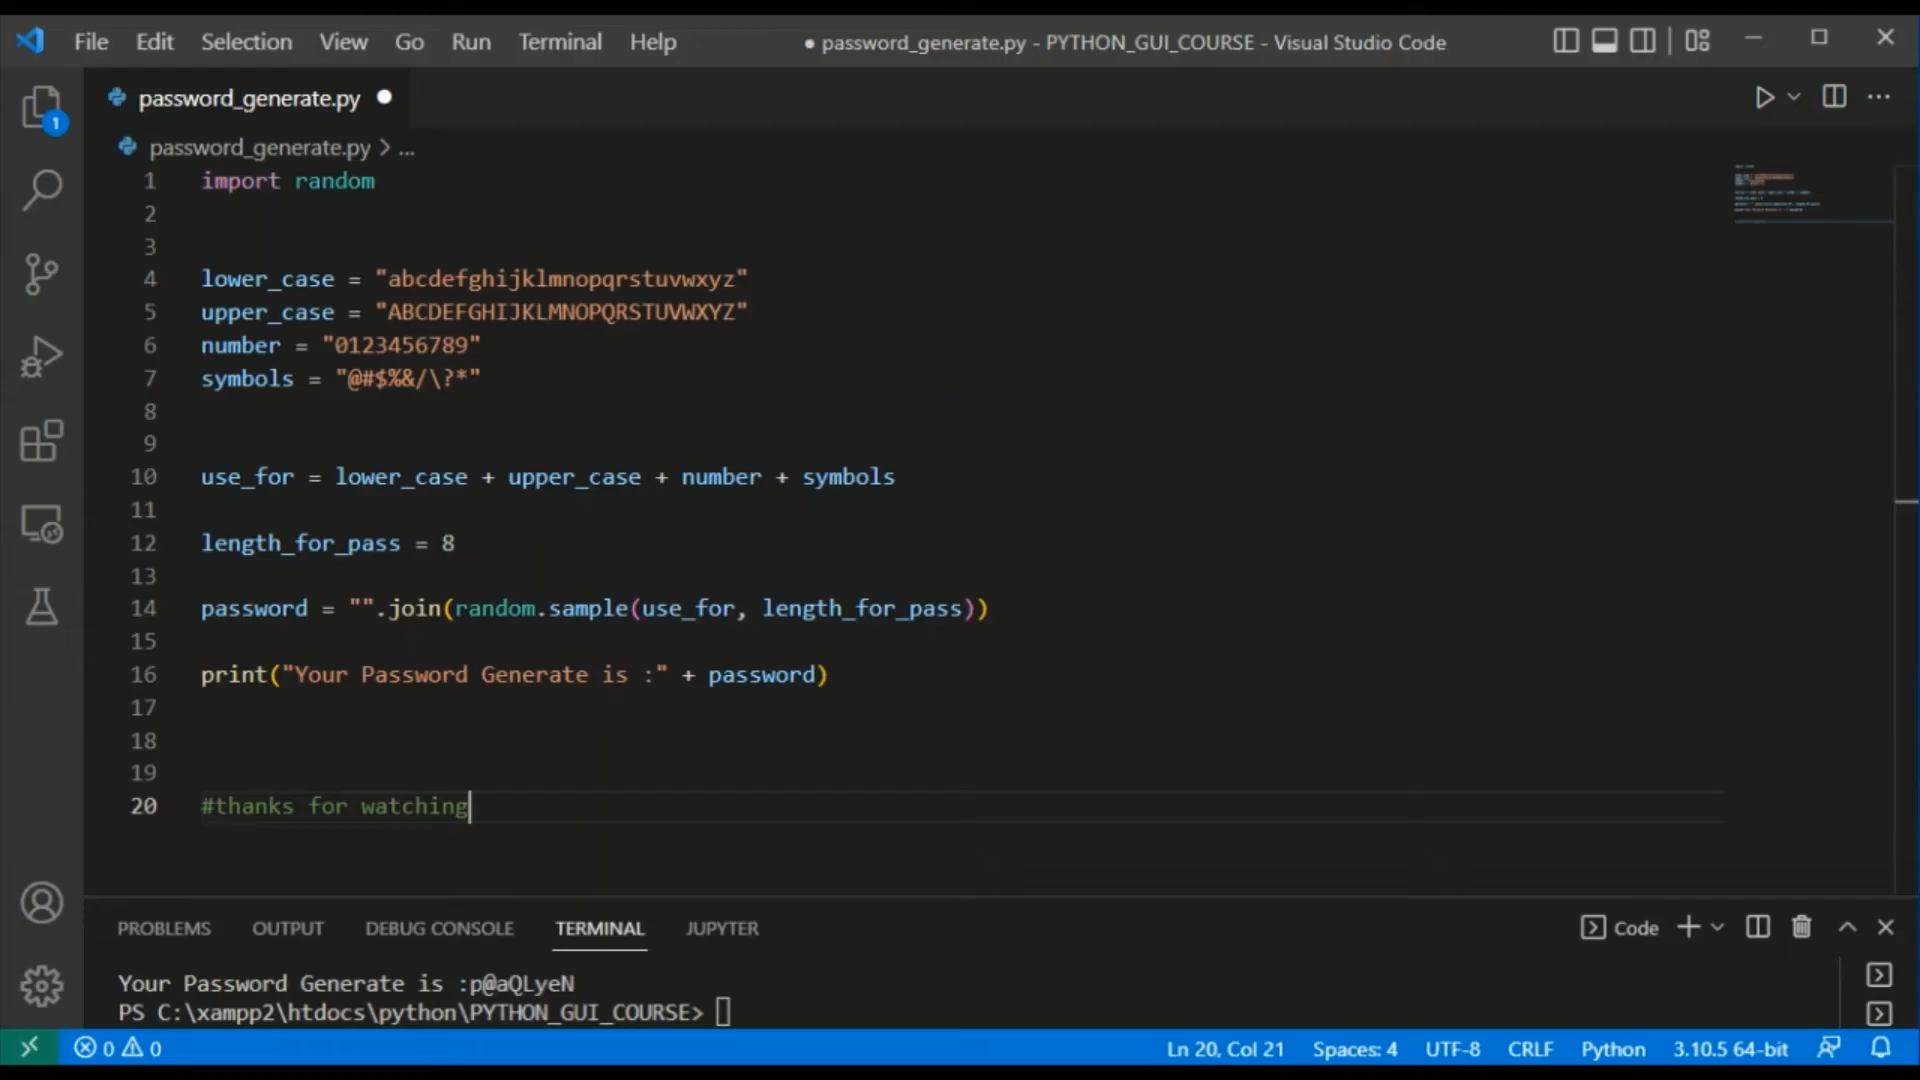 File Edit Selection View Go Run Terminal Help ● password_generate.py - PYTHON_GUI_COURSE - Visual Studio Code
password_generate.py ●
1
password_generate.py > ...
1 import random
2
3
4 lower_case = "abcdefghijklmnopqrstuvwxyz"
5 upper_case = "ABCDEFGHIJKLMNOPQRSTUVWXYZ"
6 number = "0123456789"
7 symbols = "@#$%&/\?*"
8
9
10 use_for = lower_case + upper_case + number + symbols
11
12 length_for_pass = 8
13
14 password = "".join(random.sample(use_for, length_for_pass))
15
16 print("Your Password Generate is :" + password)
17
18
19
20 #thanks for watching
PROBLEMS OUTPUT DEBUG CONSOLE TERMINAL JUPYTER Code
Your Password Generate is :p@aQLyeN
PS C:\xampp2\htdocs\python\PYTHON_GUI_COURSE>
0 0 Ln 20, Col 21 Spaces: 4 UTF-8 CRLF Python 3.10.5 64-bit